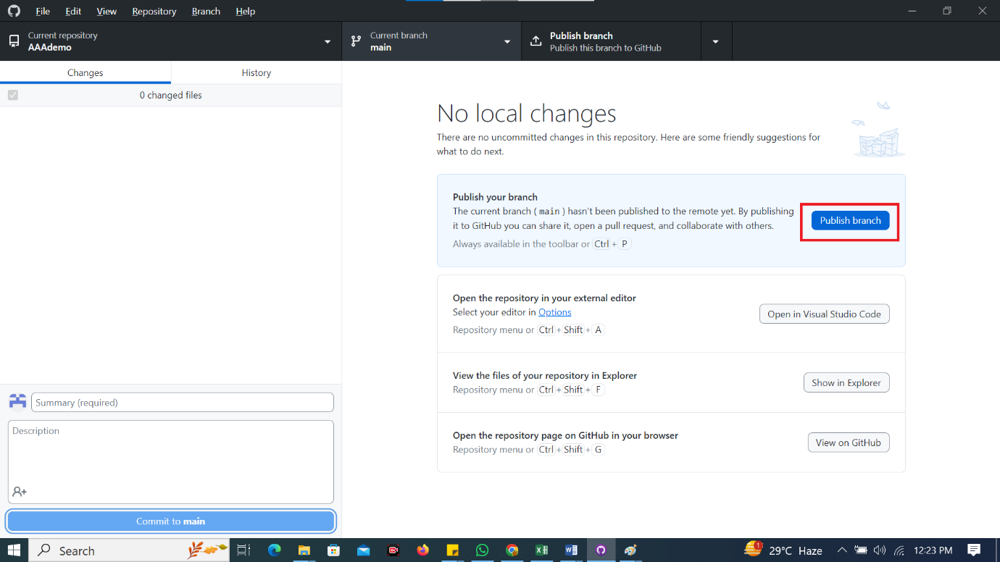 File Edit View Repository Branch Help
Current repository
AAAdemo
Current branch
main
Publish branch
Publish this branch to GitHub
Changes History
0 changed files
No local changes
There are no uncommitted changes in this repository. Here are some friendly suggestions for
what to do next.
Publish your branch
The current branch ( main ) hasn't been published to the remote yet. By publishing
it to GitHub you can share it, open a pull request, and collaborate with others.
Always available in the toolbar or Ctrl + P
Publish branch
Open the repository in your external editor
Select your editor in Options
Repository menu or Ctrl + Shift + A
Open in Visual Studio Code
View the files of your repository in Explorer
Repository menu or Ctrl + Shift + F
Show in Explorer
Open the repository page on GitHub in your browser
Repository menu or Ctrl + Shift + G
View on GitHub
Summary (required)
Description
Commit to main
Search
1
29°C Haze
12:23 PM